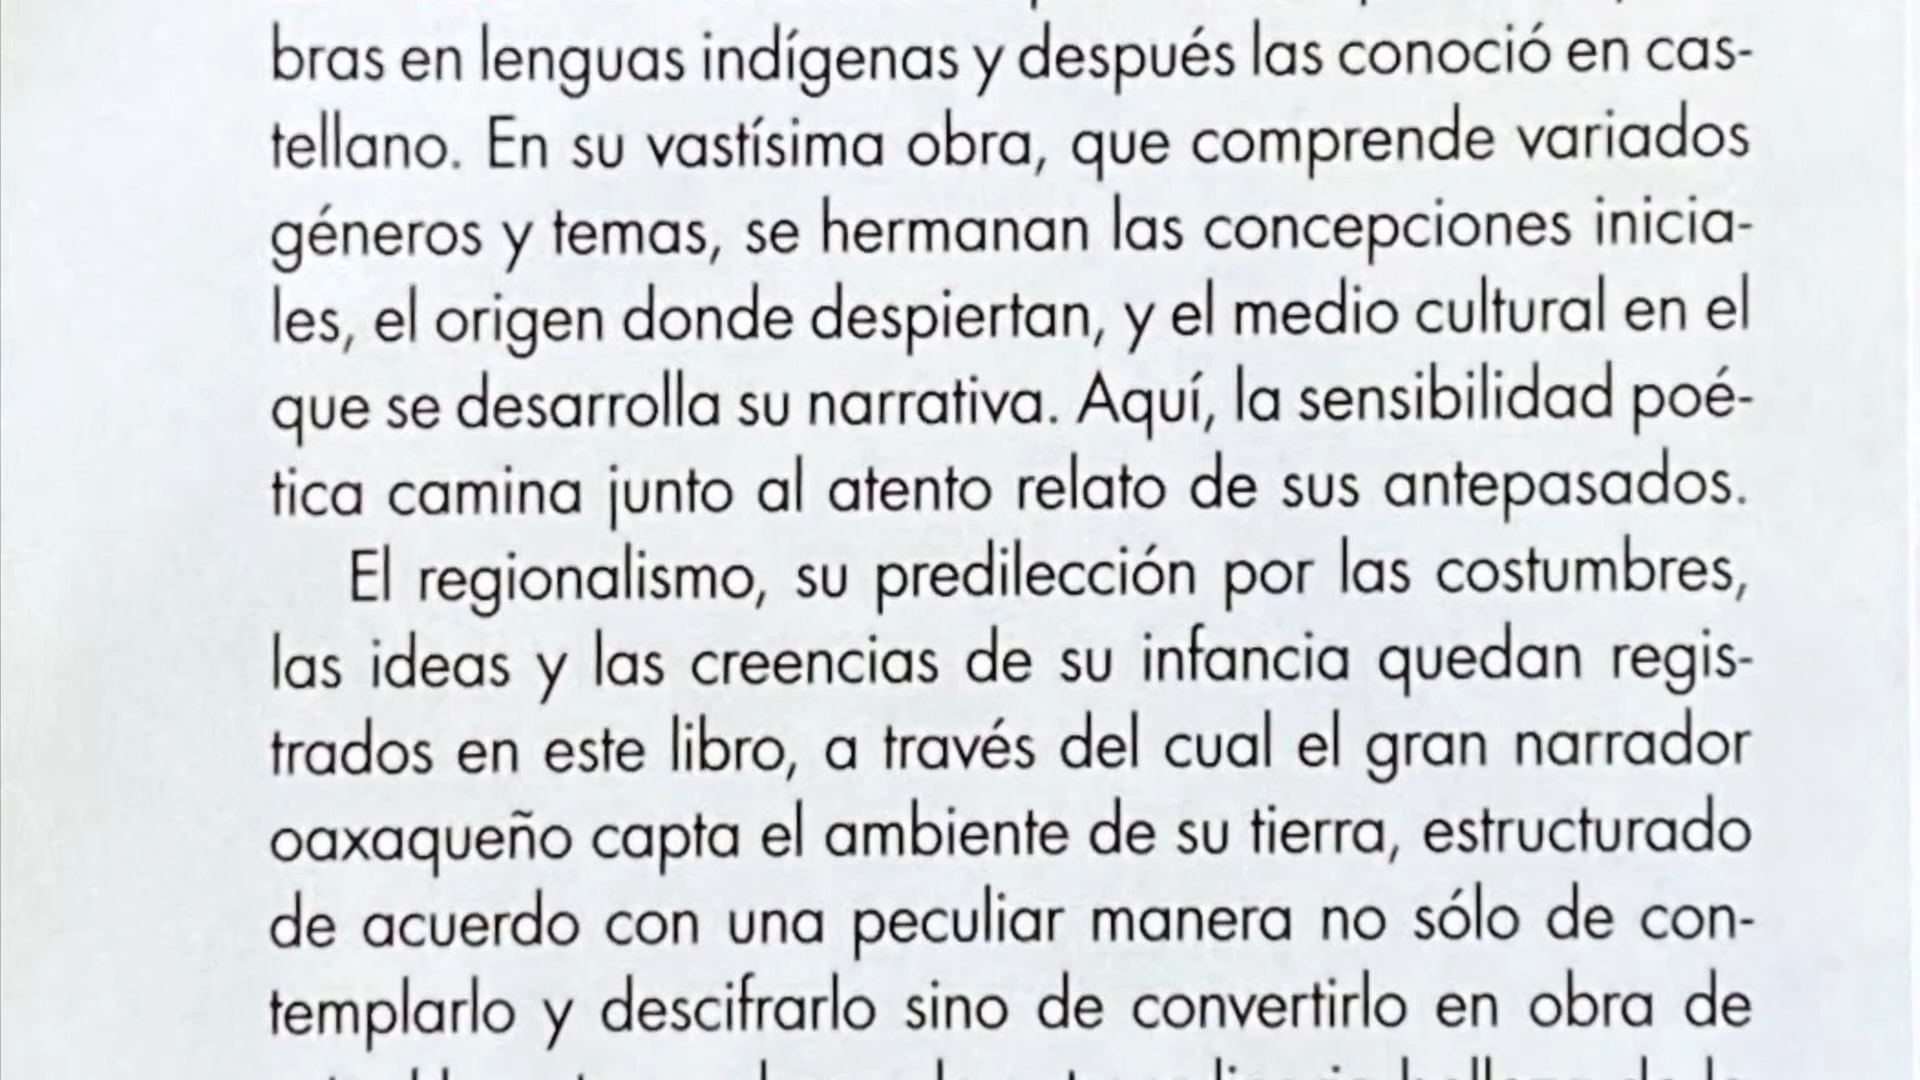 bras en lenguas indígenas y después las conoció en cas-
tellano. En su vastísima obra, que comprende variados
géneros y temas, se hermanan las concepciones inicia-
les, el origen donde despiertan, y el medio cultural en el
que se desarrolla su narrativa. Aquí, la sensibilidad poé-
tica camina junto al atento relato de sus antepasados.
El regionalismo, su predilección por las costumbres,
las ideas y las creencias de su infancia quedan regis-
trados en este libro, a través del cual el gran narrador
oaxaqueño capta el ambiente de su tierra, estructurado
de acuerdo con una peculiar manera no sólo de con-
templarlo y descifrarlo sino de convertirlo en obra de